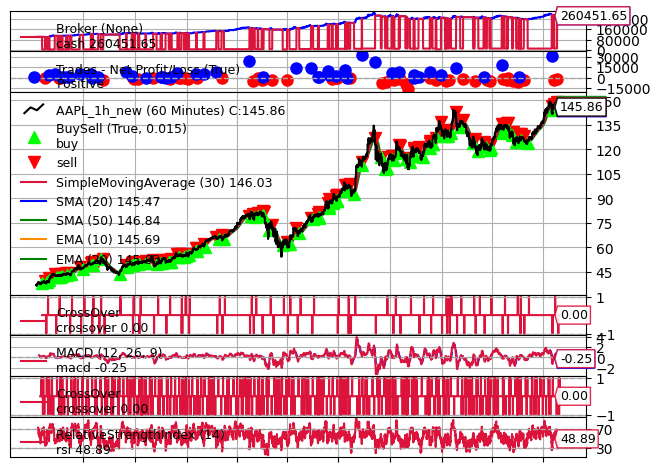 Broker (None)
cash 260451.65
260451.65
160000
80000
0
Trades - Net Profit/Loss (True)
Positive
30000
15000
0
−15000
AAPL_1h_new (60 Minutes) C:145.86
BuySell (True, 0.015)
buy
sell
SimpleMovingAverage (30) 146.03
SMA (20) 145.47
SMA (50) 146.84
EMA (10) 145.69
145.86
135
120
105
90
75
60
45
CrossOver
crossover 0.00
1
0.00
−1
MACD (12, 26, 9)
macd -0.25
-0.25
−2
CrossOver
crossover 0.00
1
0.00
−1
RelativeStrengthIndex (14)
rsi 48.89
70
48.89
30